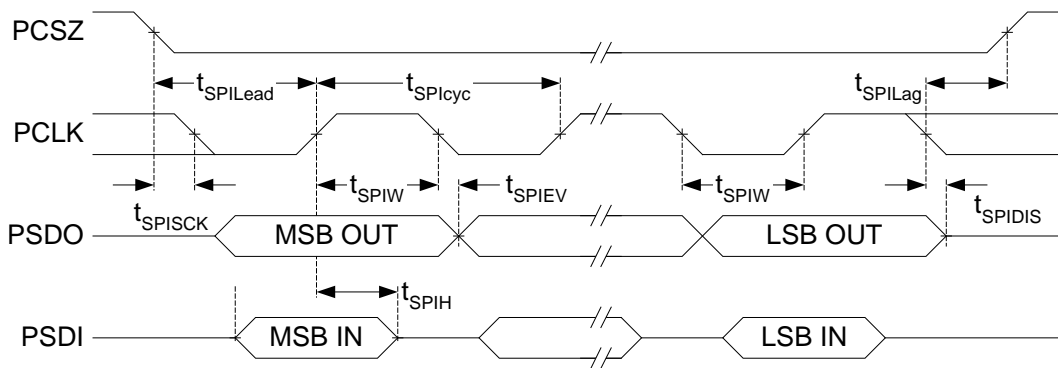 PCSZ
tSPILead
tSPIcyc
tSPILag
PCLK
tSPIW
tSPIEV
tSPIW
tSPISCK
tSPIDIS
PSDO
MSB OUT
LSB OUT
tSPIH
PSDI
MSB IN
LSB IN